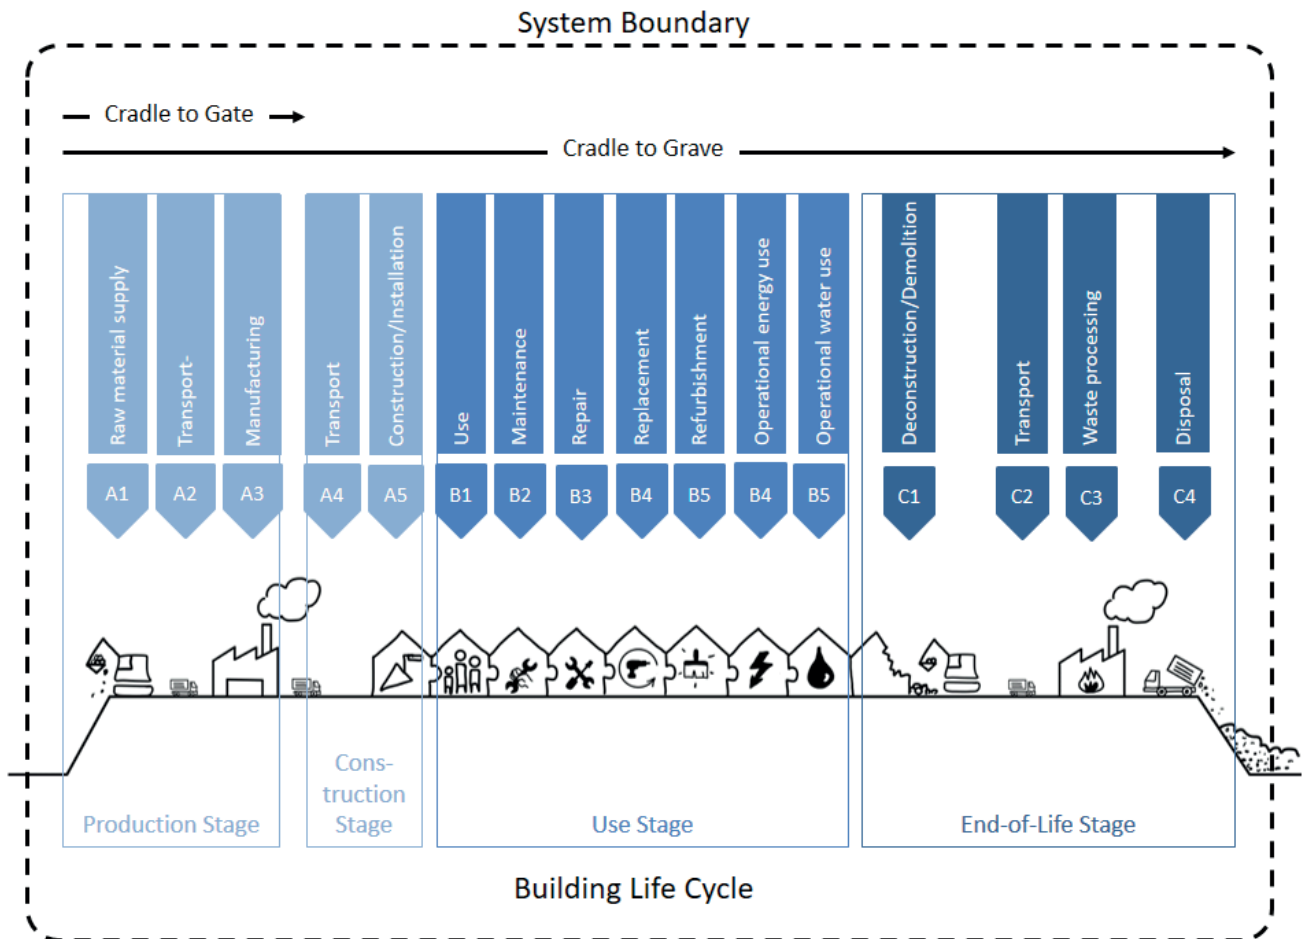 System Boundary
Cradle to Gate
Cradle to Grave
Raw material supply
Transport-
Manufacturing
Transport
Construction/Installation
Use
Maintenance
Repair
Replacement
Refurbishment
Operational energy use
Operational water use
Deconstruction/Demolition
Transport
Waste processing
Disposal
A1
A2
A3
A4
A5
B1
B2
B3
B4
B5
B4
B5
C1
C2
C3
C4
Production Stage
Cons-
truction
Stage
Use Stage
End-of-Life Stage
Building Life Cycle